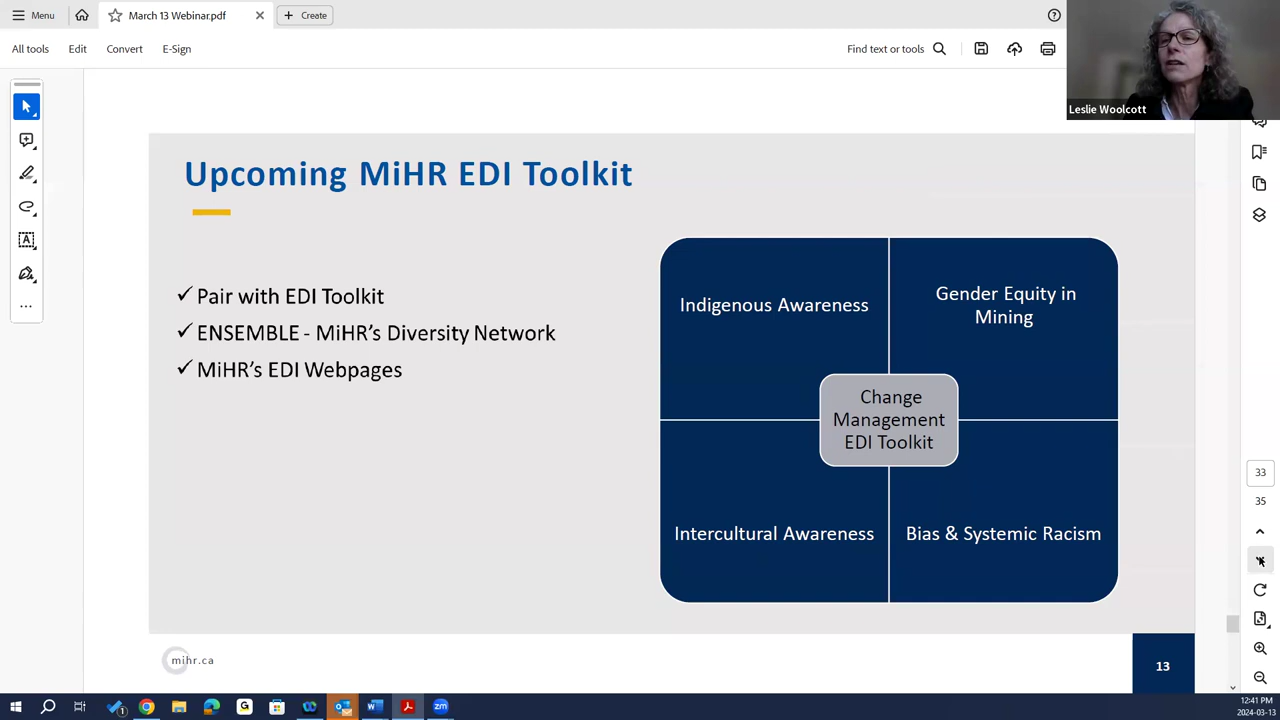 Menu
March 13 Webinar.pdf
Create
All tools
Edit
Convert
E-Sign
Find text or tools
Leslie Woolcott
Upcoming MiHR EDI Toolkit
✓ Pair with EDI Toolkit
✓ ENSEMBLE - MiHR's Diversity Network
✓ MiHR's EDI Webpages
Indigenous Awareness
Gender Equity in
Mining
Change
Management
EDI Toolkit
Intercultural Awareness
Bias & Systemic Racism
33
35
mihr.ca
13
12:41 PM
2024-03-13